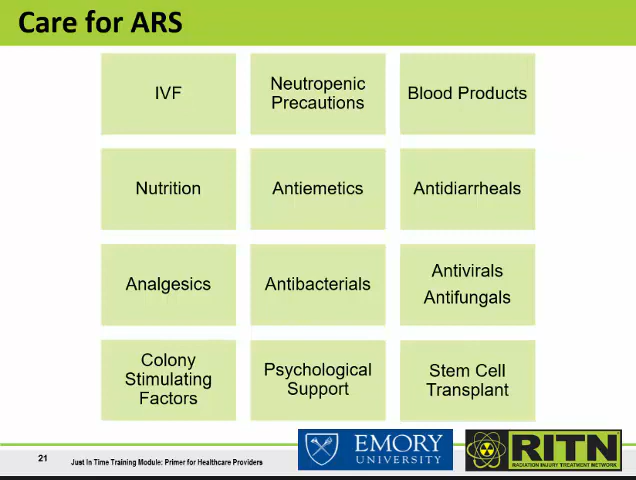 Care for ARS
IVF
Neutropenic
Precautions
Blood Products
Nutrition
Antiemetics
Antidiarrheals
Analgesics
Antibacterials
Antivirals
Antifungals
Colony
Stimulating
Factors
Psychological
Support
Stem Cell
Transplant
21
Just In Time Training Module: Primer for Healthcare Providers
EMORY
UNIVERSITY
RITN
RADIATION INJURY TREATMENT NETWORK